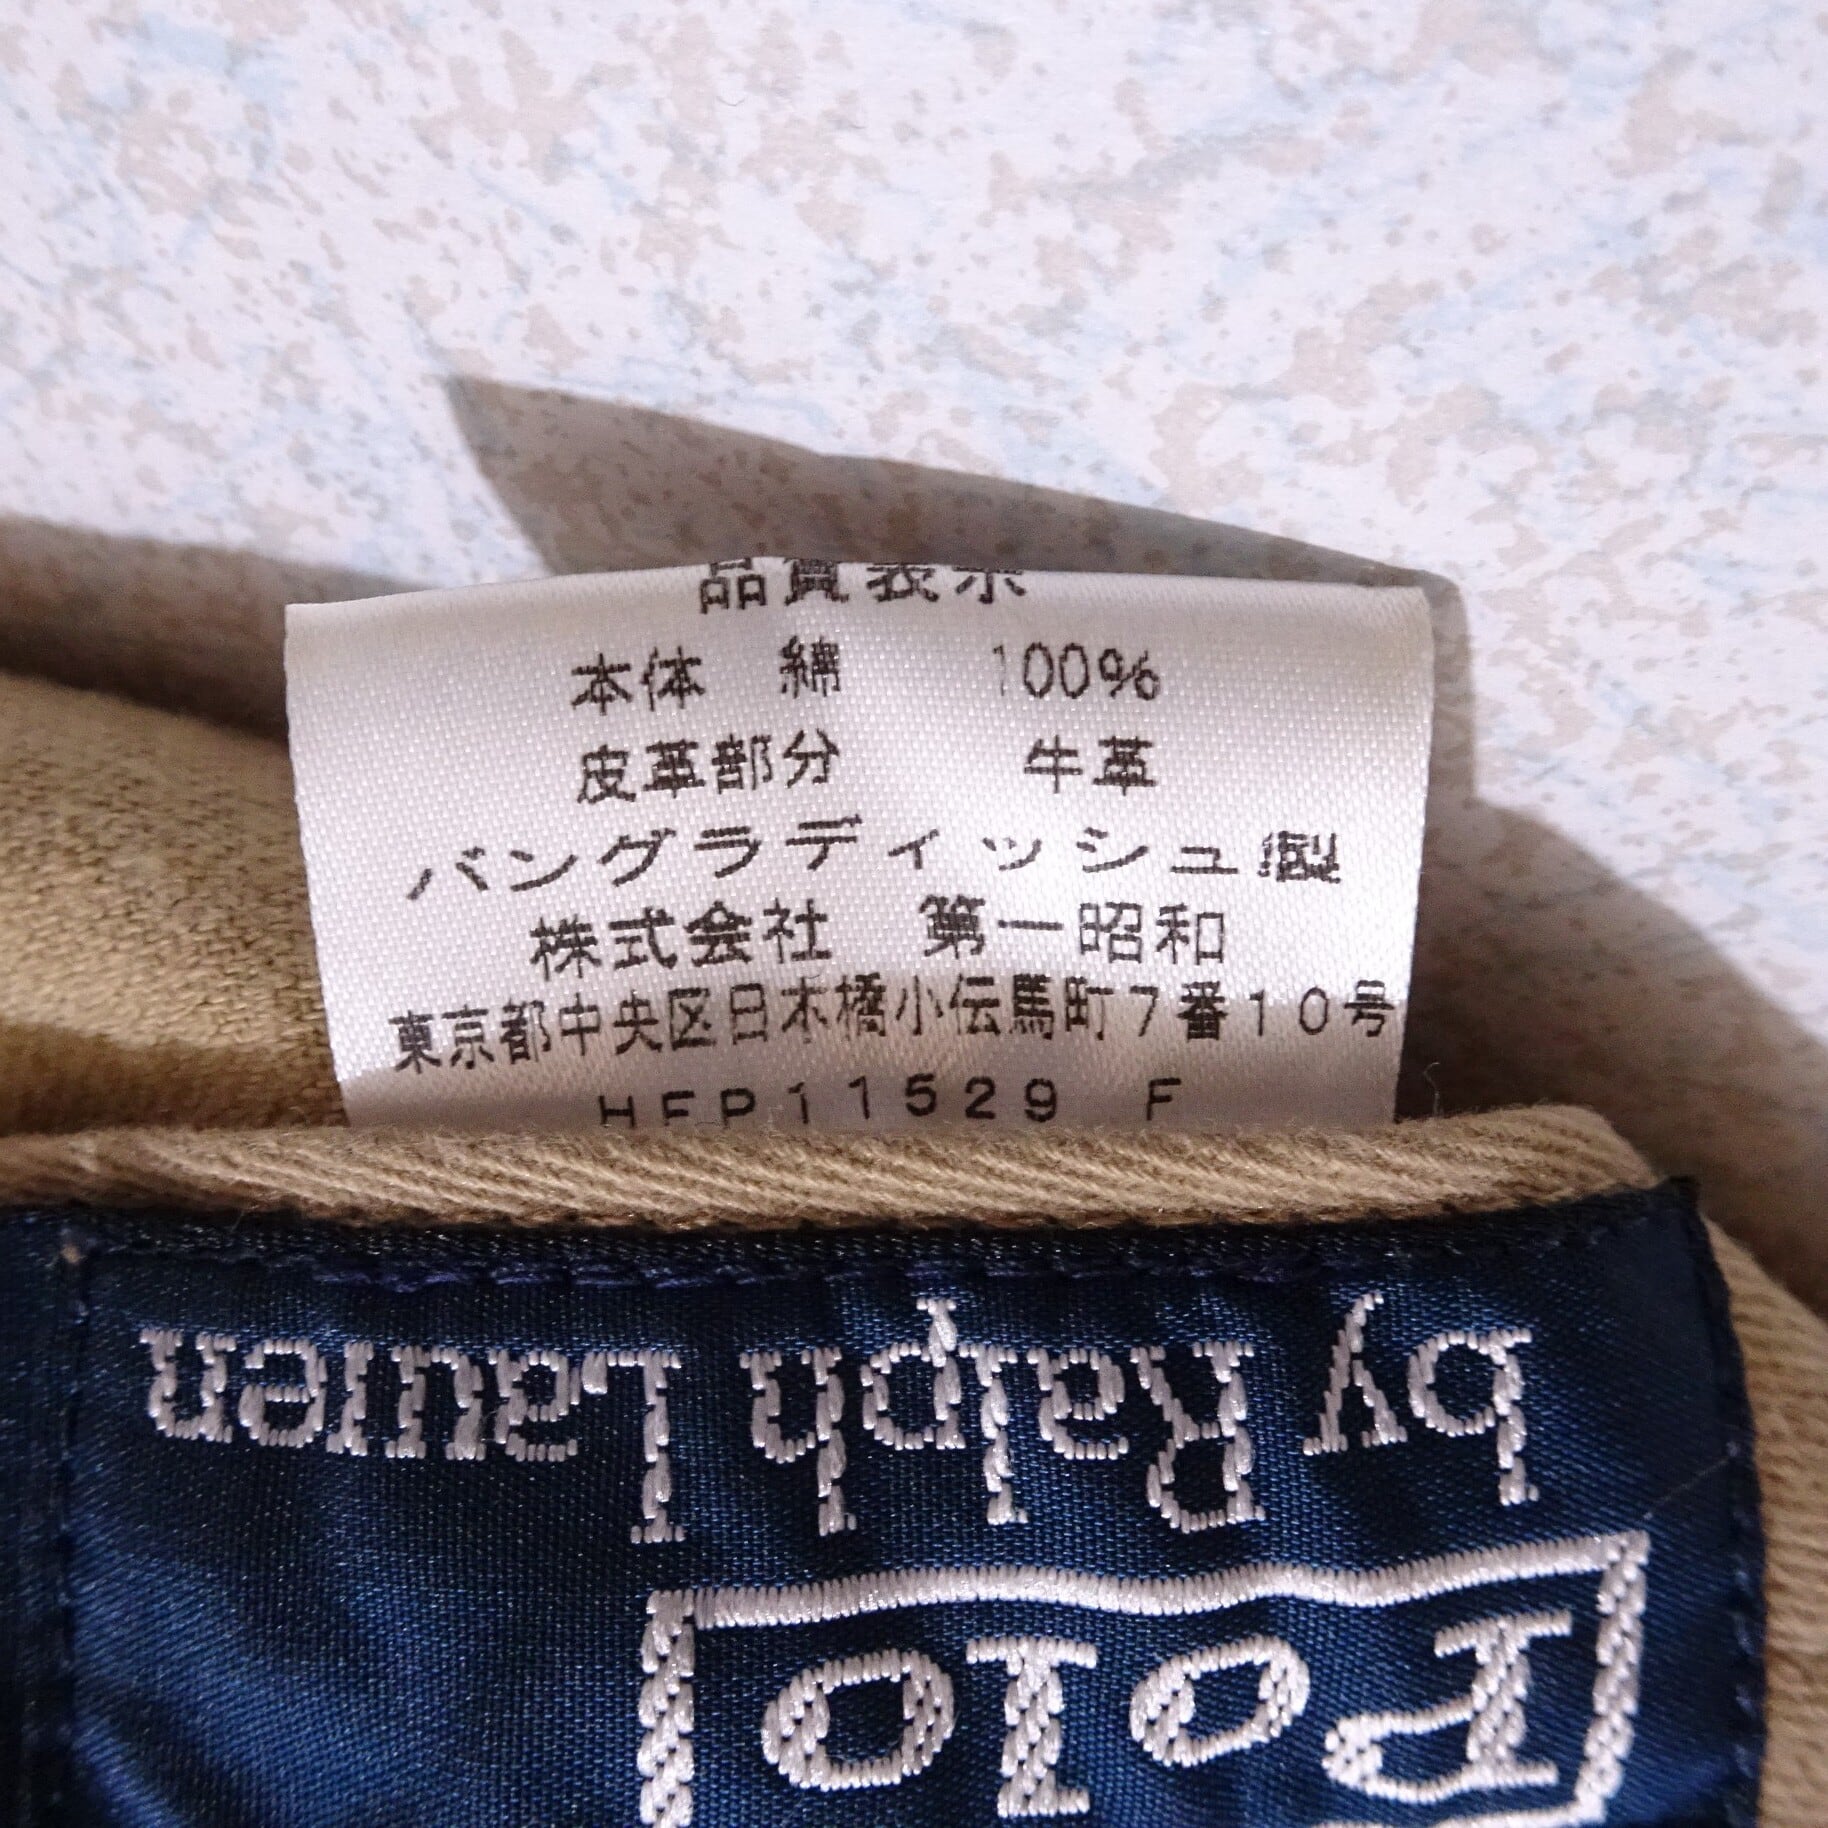 品質表示
本体 綿 100%
皮革部分 牛革
バングラディッシュ製
株式会社 第一昭和
東京都中央区日本橋小伝馬町7番10号
HFP11529 F
Polo
by Ralph Lauren